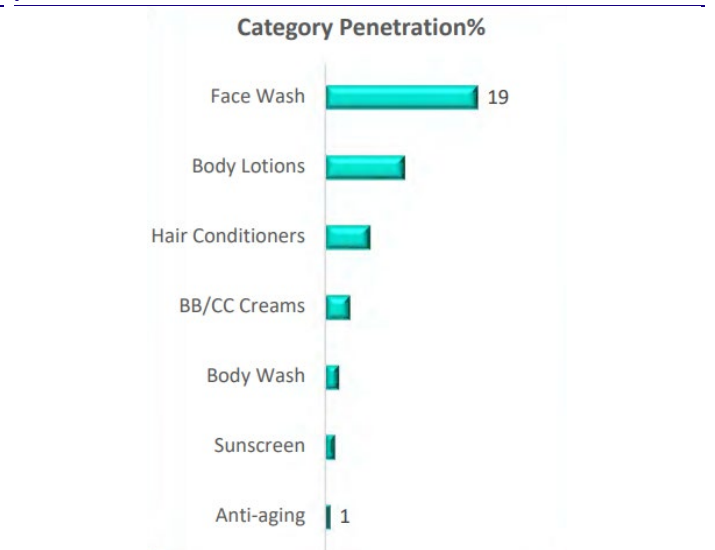 Category Penetration%
Face Wash 19
Body Lotions
Hair Conditioners
BB/CC Creams
Body Wash
Sunscreen
Anti-aging 1